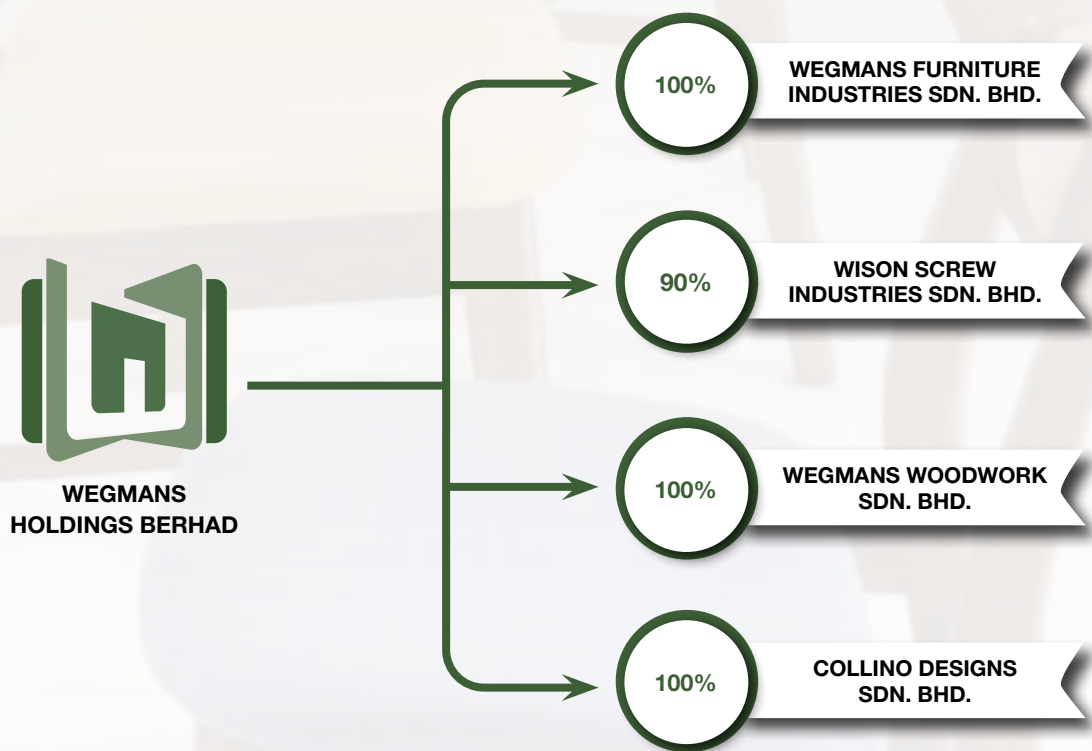 100%
WEGMANS FURNITURE
INDUSTRIES SDN. BHD.
90%
WISON SCREW
INDUSTRIES SDN. BHD.
WEGMANS
HOLDINGS BERHAD
100%
WEGMANS WOODWORK
SDN. BHD.
100%
COLLINO DESIGNS
SDN. BHD.